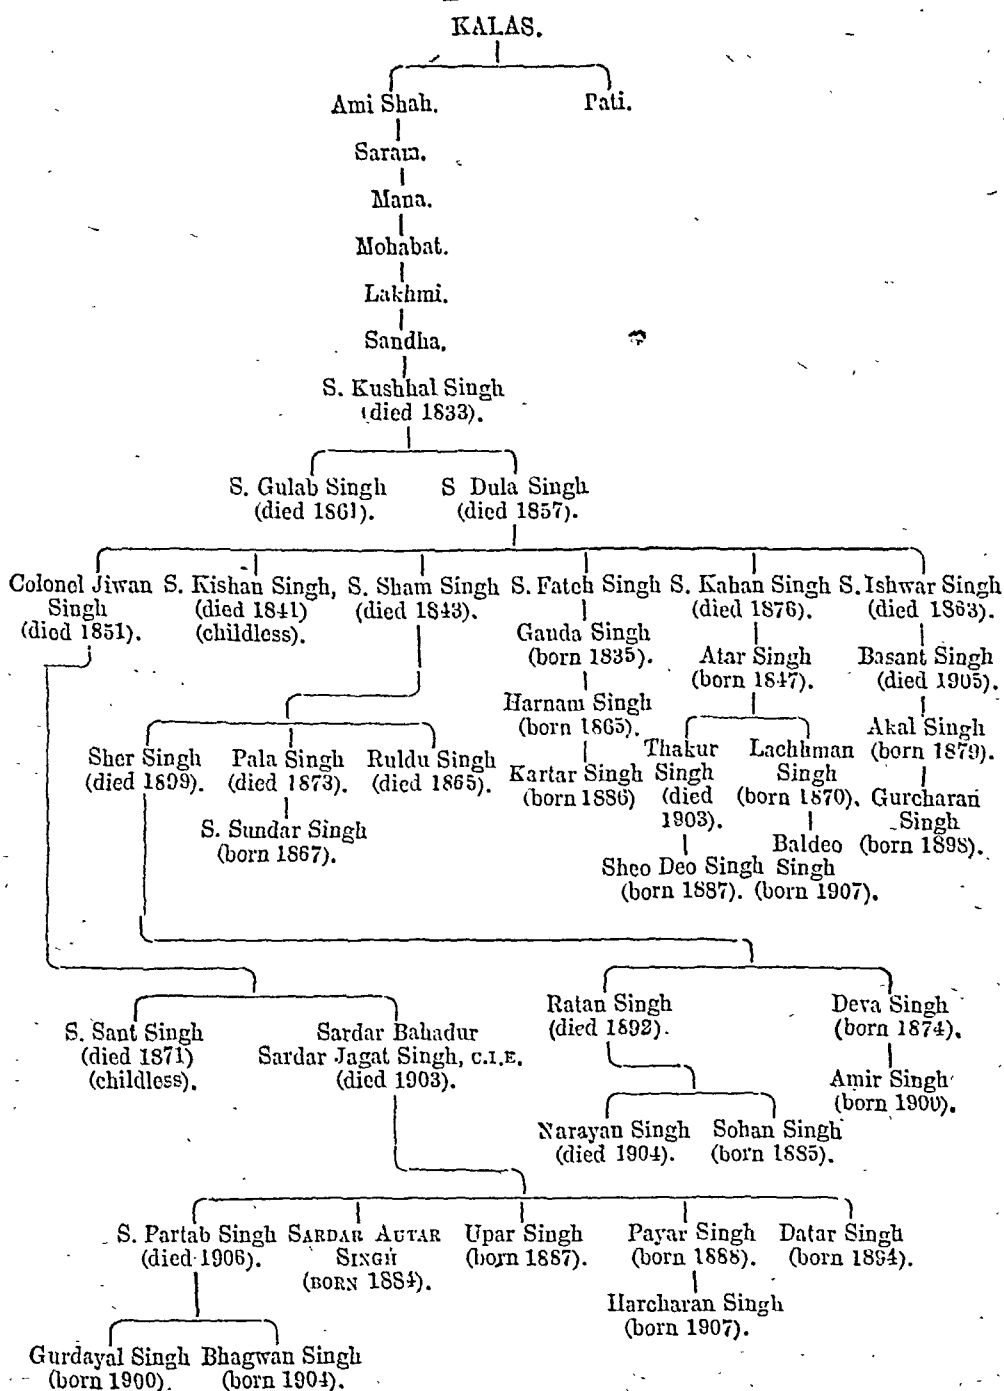 KALAS.
Ami Shah. Pati.
Saram.
Mana.
Mohabat.
Lakhmi.
Sandha.
S. Kushhal Singh
(died 1833).
S. Gulab Singh S Dula Singh
(died 1861). (died 1857).
Colonel Jiwan S. Kishan Singh, S. Sham Singh S. Fateh Singh S. Kahan Singh S. Ishwar Singh
Singh (died 1841) (died 1843). (died 1876). (died 1863).
(died 1851). (childless).
Ganda Singh
(born 1835).
Atar Singh Basant Singh
(born 1847). (died 1905).
Harnam Singh
(born 1865).
Akal Singh
(born 1879).
Sher Singh Pala Singh Ruldu Singh
(died 1899). (died 1873). (died 1865).
Kartar Singh
(born 1886)
Thakur Lachhman
Singh Singh
(died (born 1870).
1903).
Gurcharan
Singh
(born 1898).
S. Sundar Singh
(born 1867).
Sheo Deo Singh
(born 1887).
Baldeo
Singh
(born 1907).
S. Sant Singh
(died 1871)
(childless).
Sardar Bahadur
Sardar Jagat Singh, C.I.E.
(died 1903).
Ratan Singh Deva Singh
(died 1892). (born 1874).
Amir Singh
(born 1900).
Narayan Singh Sohan Singh
(died 1904). (born 1885).
S. Partab Singh SARDAR AUTAR Upar Singh Payar Singh Datar Singh
(died 1906). SINGH (born 1887). (born 1888). (born 1894).
(BORN 1884).
Harcharan Singh
(born 1907).
Gurdayal Singh Bhagwan Singh
(born 1900). (born 1904).